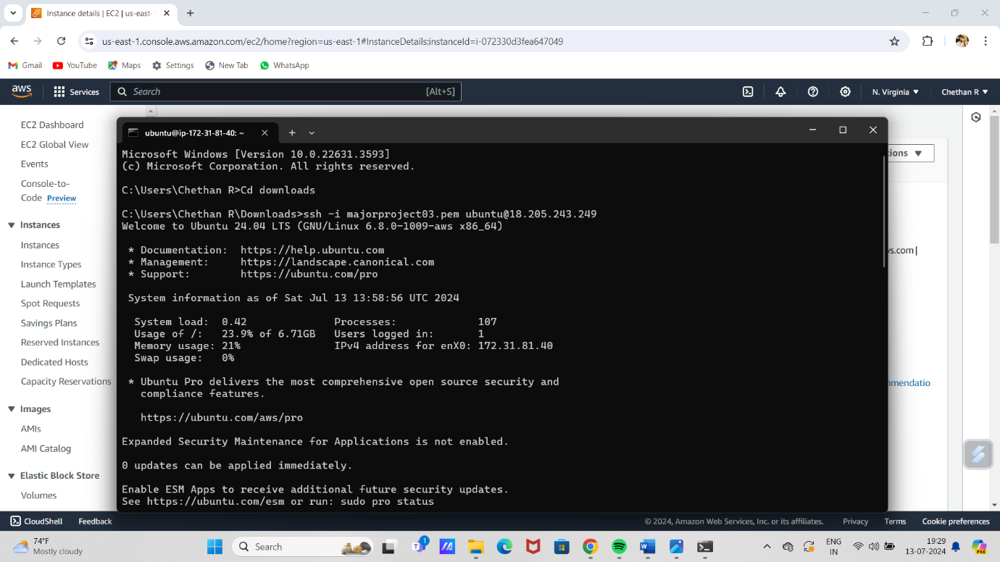 Instance details | EC2 | us-east-1
us-east-1.console.aws.amazon.com/ec2/home?region=us-east-1#InstanceDetails:instanceId=i-072330d3fea647049
Gmail YouTube Maps Settings New Tab WhatsApp
aws Services Search [Alt+S] N. Virginia Chethan R
EC2 Dashboard
EC2 Global View
Events
Console-to-
Code Preview
Instances
Instances
Instance Types
Launch Templates
Spot Requests
Savings Plans
Reserved Instances
Dedicated Hosts
Capacity Reservations
Images
AMIs
AMI Catalog
Elastic Block Store
Volumes
ubuntu@ip-172-31-81-40: ~
Microsoft Windows [Version 10.0.22631.3593]
(c) Microsoft Corporation. All rights reserved.
C:\Users\Chethan R>Cd downloads
C:\Users\Chethan R\Downloads>ssh -i majorproject03.pem ubuntu@18.205.243.249
Welcome to Ubuntu 24.04 LTS (GNU/Linux 6.8.0-1009-aws x86_64)
* Documentation: https://help.ubuntu.com
* Management: https://landscape.canonical.com
* Support: https://ubuntu.com/pro
System information as of Sat Jul 13 13:58:56 UTC 2024
System load: 0.42 Processes: 107
Usage of /: 23.9% of 6.71GB Users logged in: 1
Memory usage: 21% IPv4 address for enX0: 172.31.81.40
Swap usage: 0%
* Ubuntu Pro delivers the most comprehensive open source security and
compliance features.
https://ubuntu.com/aws/pro
Expanded Security Maintenance for Applications is not enabled.
0 updates can be applied immediately.
Enable ESM Apps to receive additional future security updates.
See https://ubuntu.com/esm or run: sudo pro status
ions
vs.com|
nmendatio
CloudShell Feedback © 2024, Amazon Web Services, Inc. or its affiliates. Privacy Terms Cookie preferences
74°F
Mostly cloudy
Search
1
ENG
IN
19:29
13-07-2024
PRE